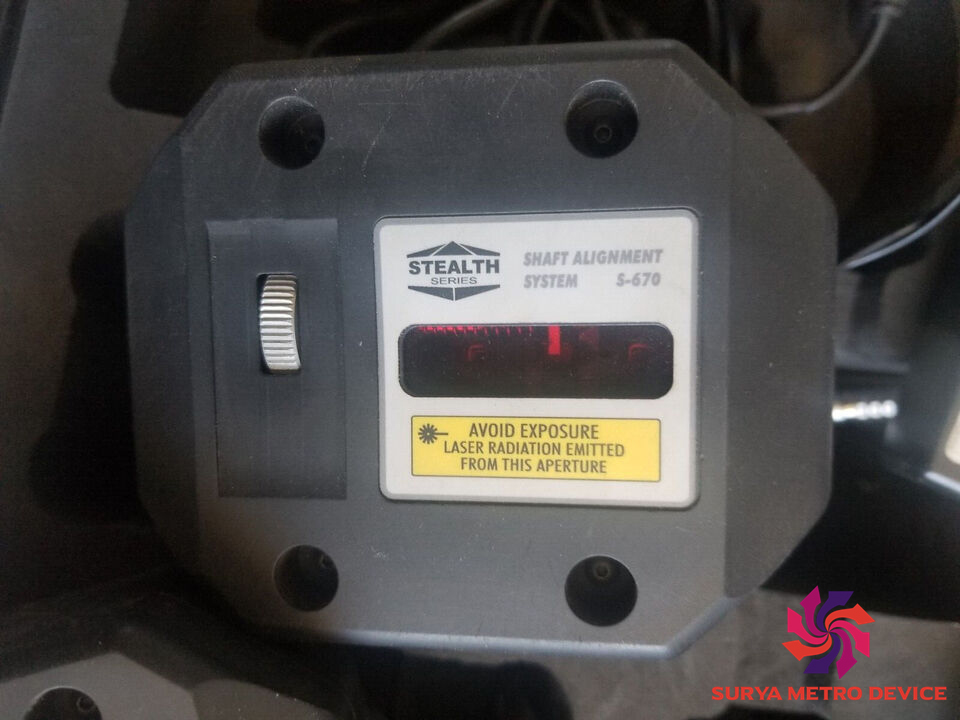 STEALTH
SERIES
SHAFT ALIGNMENT
SYSTEM S-670
AVOID EXPOSURE
LASER RADIATION EMITTED
FROM THIS APERTURE
SURYA METRO DEVICE